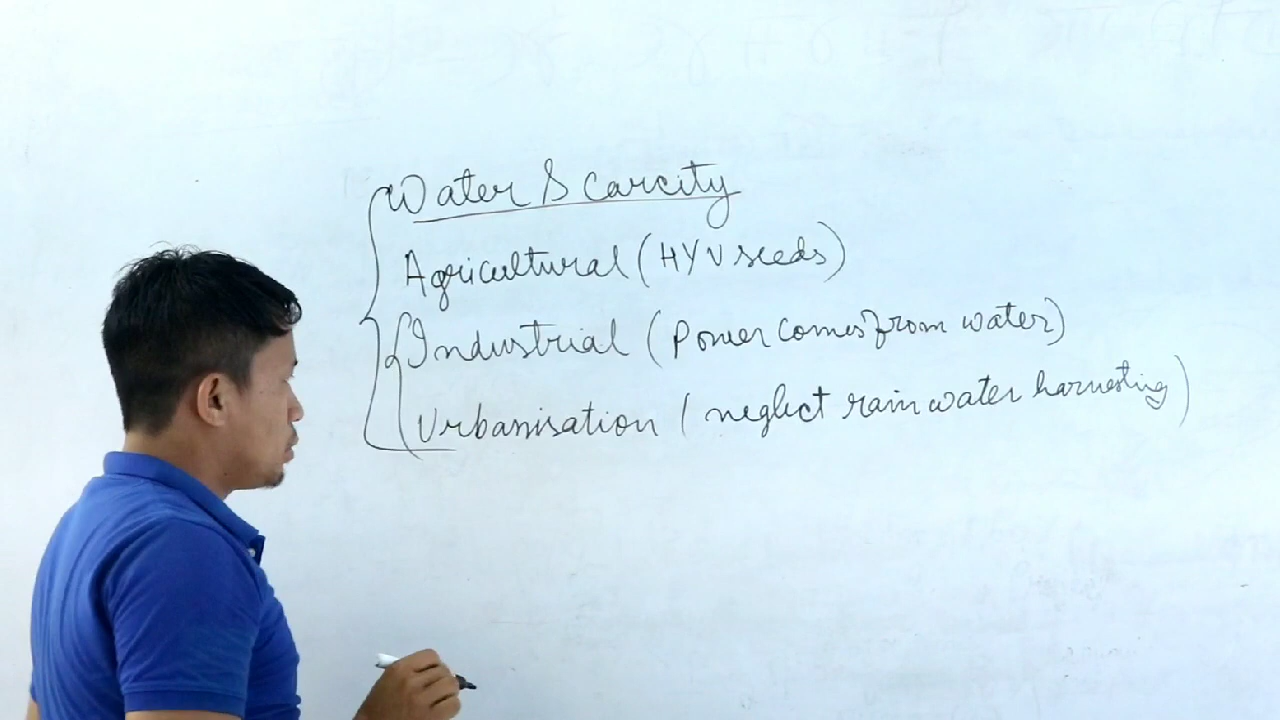 Water Scarcity
Agricultural (HYV seeds)
Industrial (Power comes from water)
Urbanisation (neglect rain water harvesting)